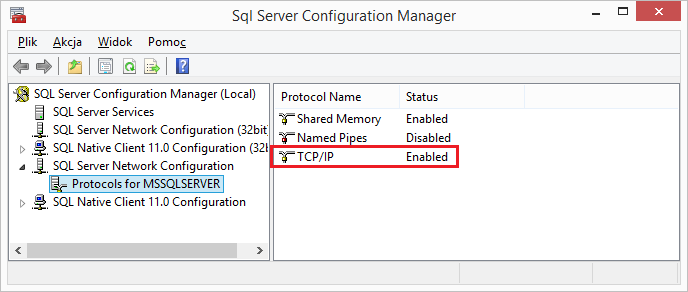 Sql Server Configuration Manager
Plik Akcja Widok Pomoc
SQL Server Configuration Manager (Local)
SQL Server Services
SQL Server Network Configuration (32bit
SQL Native Client 11.0 Configuration (32b
SQL Server Network Configuration
Protocols for MSSQLSERVER
SQL Native Client 11.0 Configuration
Protocol Name Status
Shared Memory Enabled
Named Pipes Disabled
TCP/IP Enabled